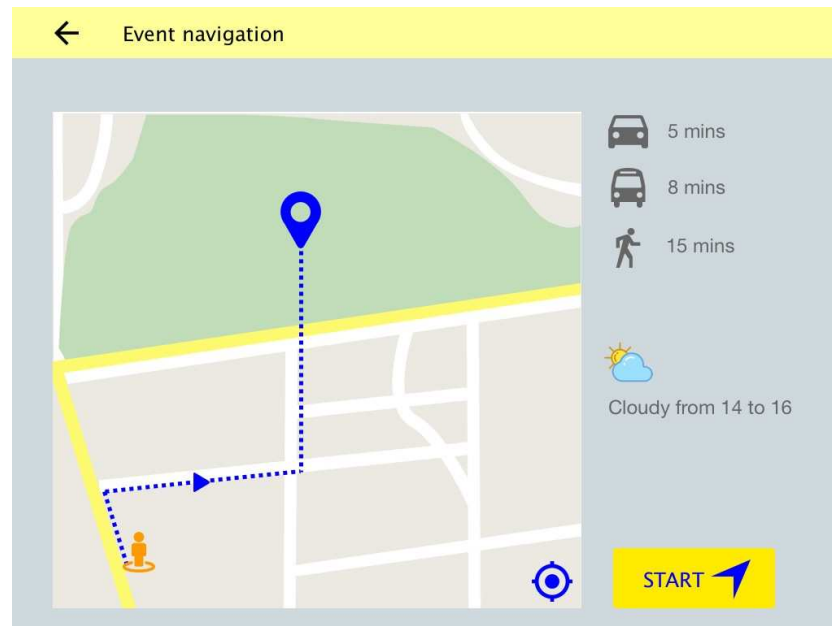 Event navigation
5 mins
8 mins
15 mins
Cloudy from 14 to 16
START